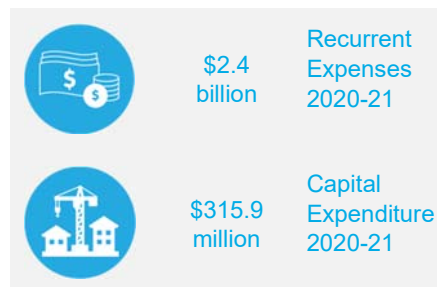 $2.4
billion
Recurrent
Expenses
2020-21
$315.9
million
Capital
Expenditure
2020-21
$
$